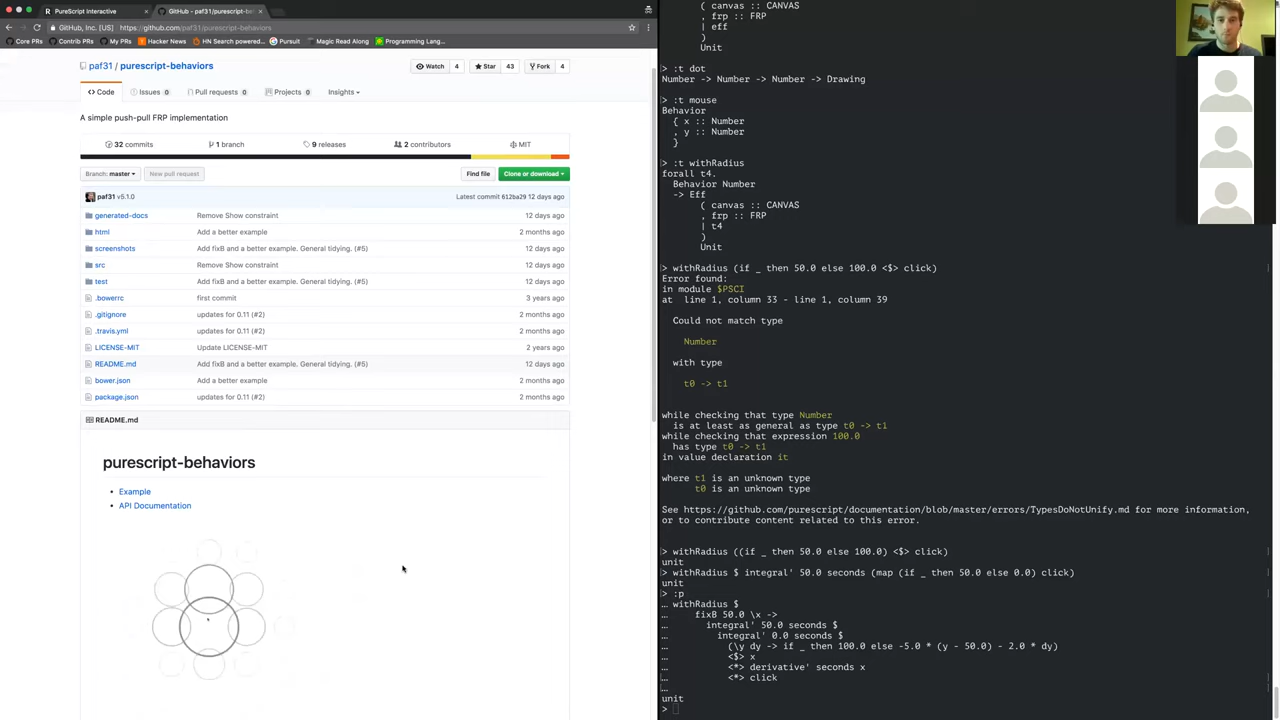 PureScript Interactive
GitHub - paf31/purescript-beh
GitHub, Inc. [US] https://github.com/paf31/purescript-behaviors
Core PRs Contrib PRs My PRs Hacker News HN Search powered... Pursuit Magic Read Along Programming Lang...
paf31 / purescript-behaviors
Watch 4 Star 43 Fork 4
Code Issues 0 Pull requests 0 Projects 0 Insights
A simple push-pull FRP implementation
32 commits 1 branch 9 releases 2 contributors MIT
Branch: master New pull request Find file Clone or download
paf31 v5.1.0 Latest commit 612ba29 12 days ago
generated-docs Remove Show constraint 12 days ago
html Add a better example 2 months ago
screenshots Add fixB and a better example. General tidying. (#5) 12 days ago
src Remove Show constraint 12 days ago
test Add fixB and a better example. General tidying. (#5) 12 days ago
.bowerrc first commit 3 years ago
.gitignore updates for 0.11 (#2) 2 months ago
.travis.yml updates for 0.11 (#2) 2 months ago
LICENSE-MIT Update LICENSE-MIT 2 years ago
README.md Add fixB and a better example. General tidying. (#5) 12 days ago
bower.json Add a better example 2 months ago
package.json updates for 0.11 (#2) 2 months ago
README.md
purescript-behaviors
Example
API Documentation
( canvas :: CANVAS
, frp :: FRP
| eff
)
Unit
> :t dot
Number -> Number -> Number -> Drawing
> :t mouse
Behavior
{ x :: Number
, y :: Number
}
> :t withRadius
forall t4.
Behavior Number
-> Eff
( canvas :: CANVAS
, frp :: FRP
| t4
)
Unit
> withRadius (if _ then 50.0 else 100.0 <$> click)
Error found:
in module $PSCI
at line 1, column 33 - line 1, column 39
Could not match type
Number
with type
t0 -> t1
while checking that type Number
is at least as general as type t0 -> t1
while checking that expression 100.0
has type t0 -> t1
in value declaration it
where t1 is an unknown type
t0 is an unknown type
See https://github.com/purescript/documentation/blob/master/errors/TypesDoNotUnify.md for more information,
or to contribute content related to this error.
> withRadius ((if _ then 50.0 else 100.0) <$> click)
unit
> withRadius $ integral' 50.0 seconds (map (if _ then 50.0 else 0.0) click)
unit
> :p
... withRadius $
... fixB 50.0 \x ->
... integral' 50.0 seconds $
... integral' 0.0 seconds $
... (\y dy -> if _ then 100.0 else -5.0 * (y - 50.0) - 2.0 * dy)
... <$> x
... <*> derivative' seconds x
... <*> click
...
unit
>